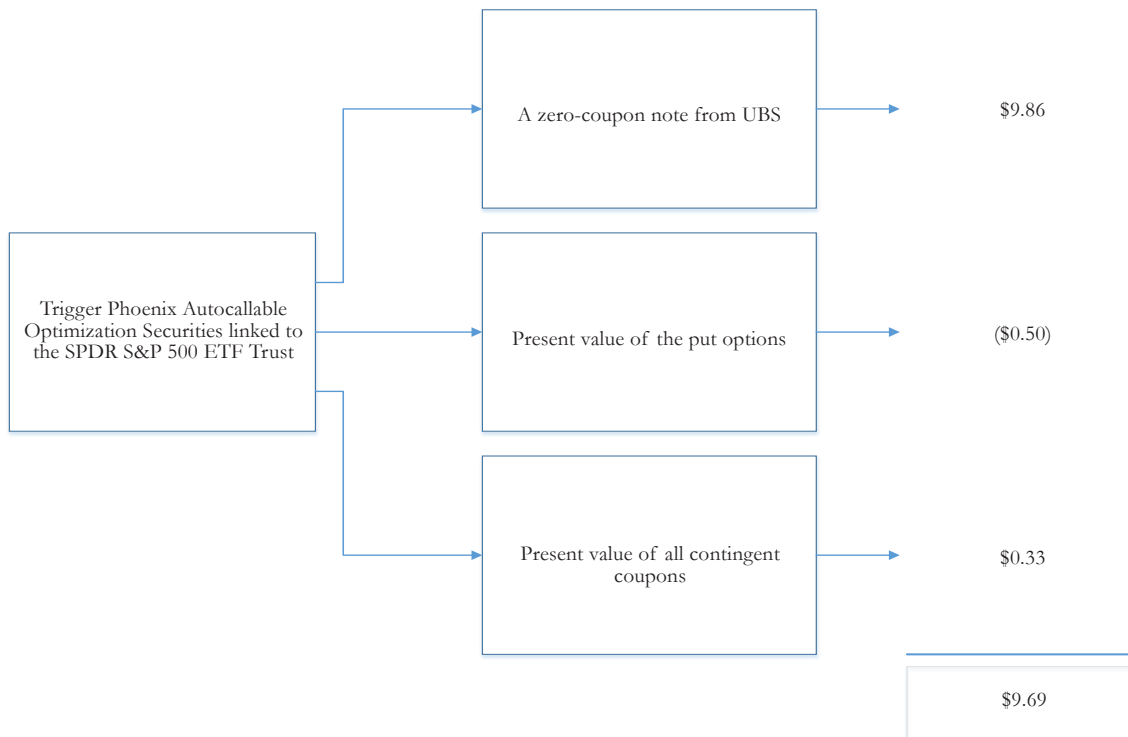 A zero-coupon note from UBS
$9.86
Trigger Phoenix Autocallable
Optimization Securities linked to
the SPDR S&P 500 ETF Trust
Present value of the put options
($0.50)
Present value of all contingent
coupons
$0.33
$9.69